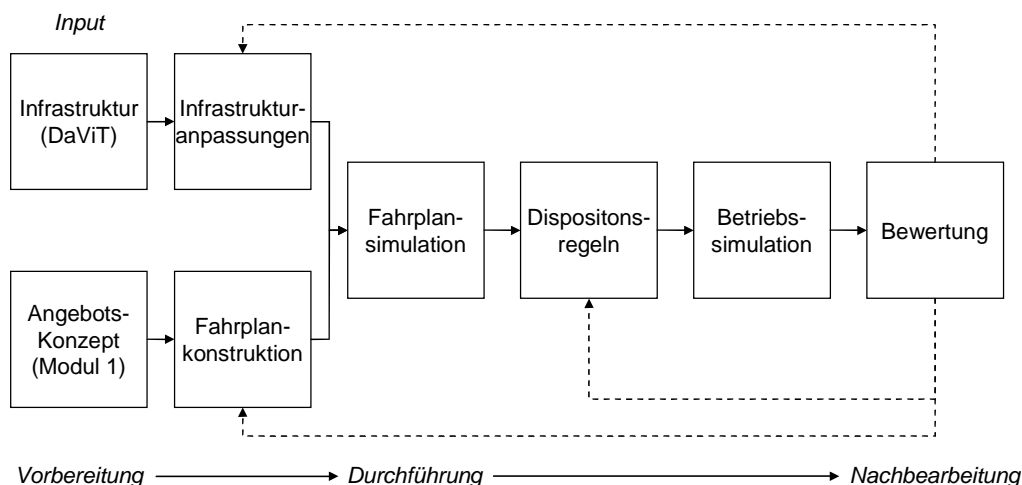 Input
Infrastruktur
(DaViT)
Infrastruktur-
anpassungen
Fahrplan-
simulation
Dispositons-
regeln
Betriebs-
simulation
Bewertung
Angebots-
Konzept
(Modul 1)
Fahrplan-
konstruktion
Vorbereitung
Durchführung
Nachbearbeitung